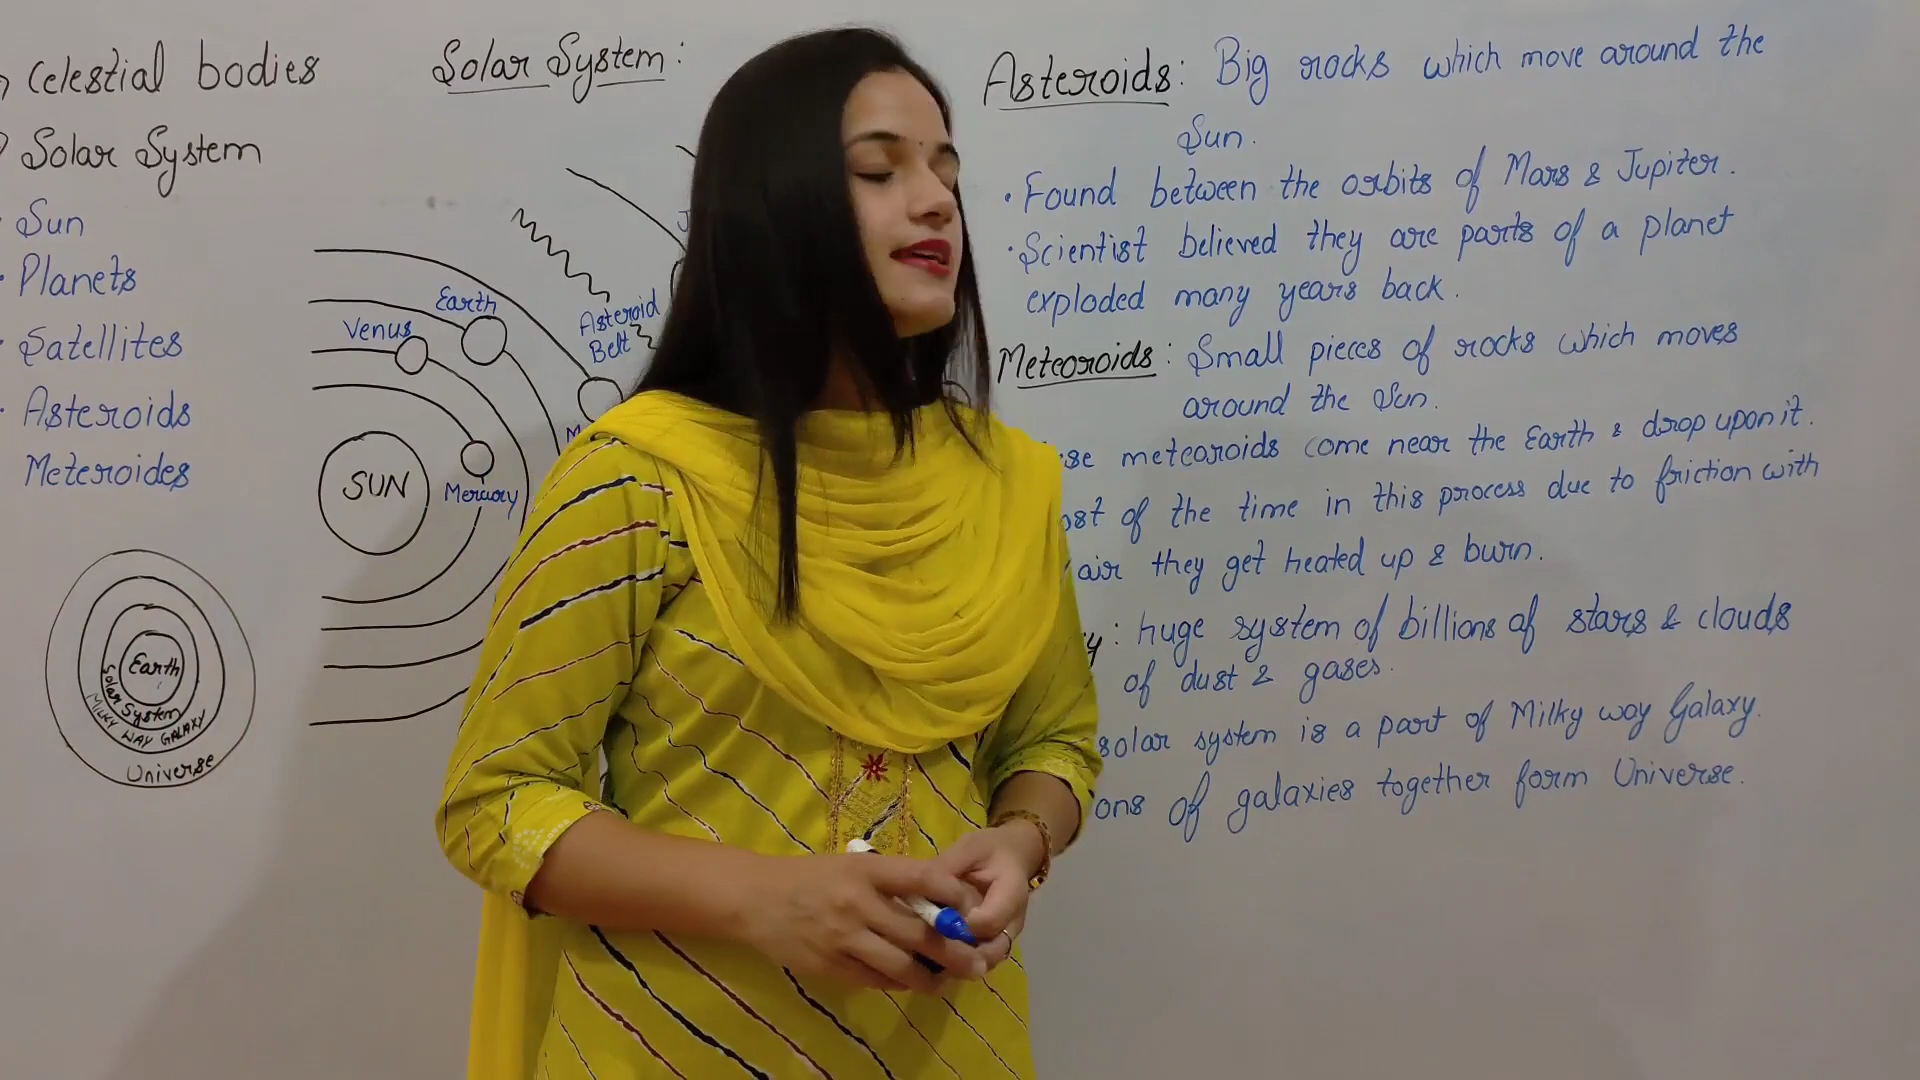 Celestial bodies
Solar System
Sun
Planets
Satellites
Asteroids
Meteroides
Earth
Solar System
MILKY WAY GALAXY
Universe
Solar System:
Earth
Venus
Asteroid
Belt
SUN
Mercury
Asteroids: Big rocks which move around the
Sun.
• Found between the orbits of Mars & Jupiter.
• Scientist believed they are parts of a planet
exploded many years back.
Meteoroids: Small pieces of rocks which moves
around the Sun.
meteoroids come near the Earth & drop upon it.
of the time in this process due to friction with
air they get heated up & burn.
: huge system of billions of stars & clouds
of dust & gases.
solar system is a part of Milky way Galaxy.
of galaxies together form Universe.